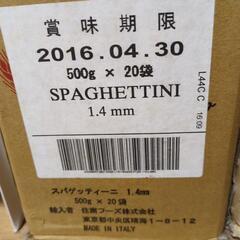 賞味期限
2016.04.30
500g × 20袋
SPAGHETTINI
1.4 mm
L44C C
16 09
スパゲッティーニ 1.4mm
500g × 20袋
輸入者 住商フーズ株式会社
東京都中央区晴海1-8-12
MADE IN ITALY